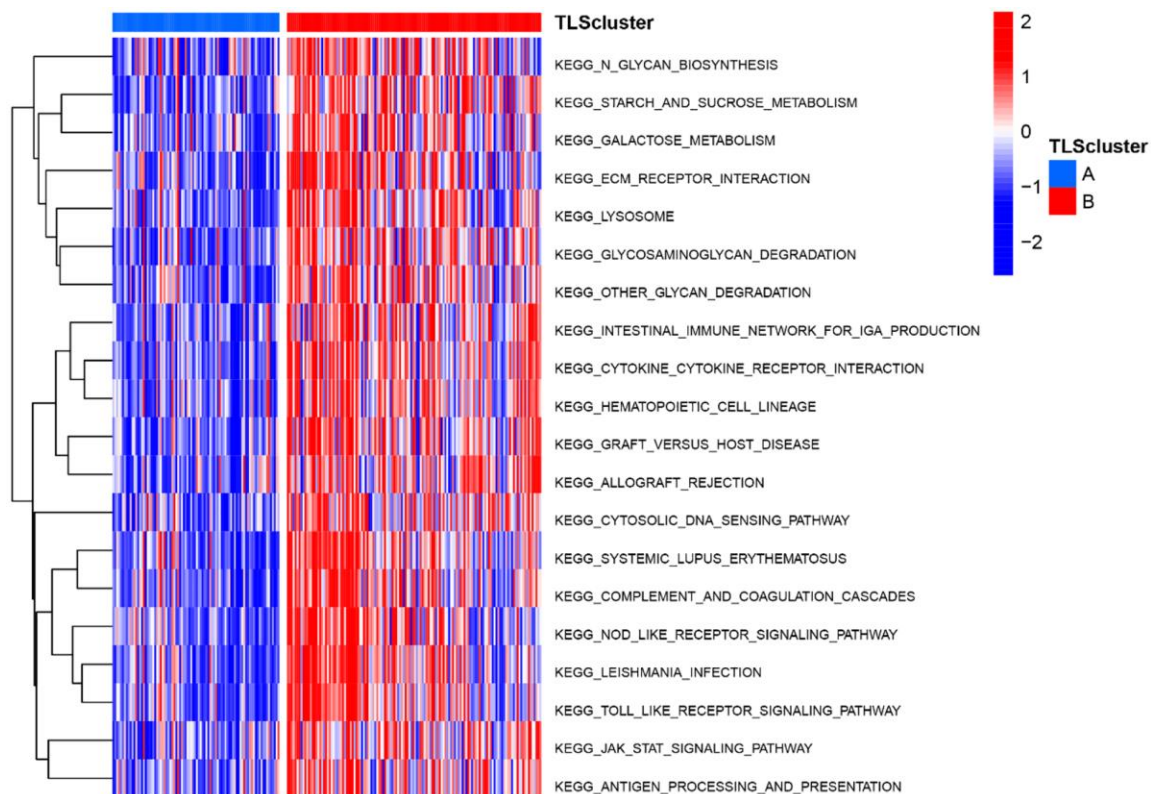 TLScluster
KEGG_N_GLYCAN_BIOSYNTHESIS
KEGG_STARCH_AND_SUCROSE_METABOLISM
KEGG_GALACTOSE_METABOLISM
KEGG_ECM_RECEPTOR_INTERACTION
KEGG_LYSOSOME
KEGG_GLYCOSAMINOGLYCAN_DEGRADATION
KEGG_OTHER_GLYCAN_DEGRADATION
KEGG_INTESTINAL_IMMUNE_NETWORK_FOR_IGA_PRODUCTION
KEGG_CYTOKINE_CYTOKINE_RECEPTOR_INTERACTION
KEGG_HEMATOPOIETIC_CELL_LINEAGE
KEGG_GRAFT_VERSUS_HOST_DISEASE
KEGG_ALLOGRAFT_REJECTION
KEGG_CYTOSOLIC_DNA_SENSING_PATHWAY
KEGG_SYSTEMIC_LUPUS_ERYTHEMATOSUS
KEGG_COMPLEMENT_AND_COAGULATION_CASCADES
KEGG_NOD_LIKE_RECEPTOR_SIGNALING_PATHWAY
KEGG_LEISHMANIA_INFECTION
KEGG_TOLL_LIKE_RECEPTOR_SIGNALING_PATHWAY
KEGG_JAK_STAT_SIGNALING_PATHWAY
KEGG_ANTIGEN_PROCESSING_AND_PRESENTATION
2
1
0
−1
−2
TLScluster
A
B